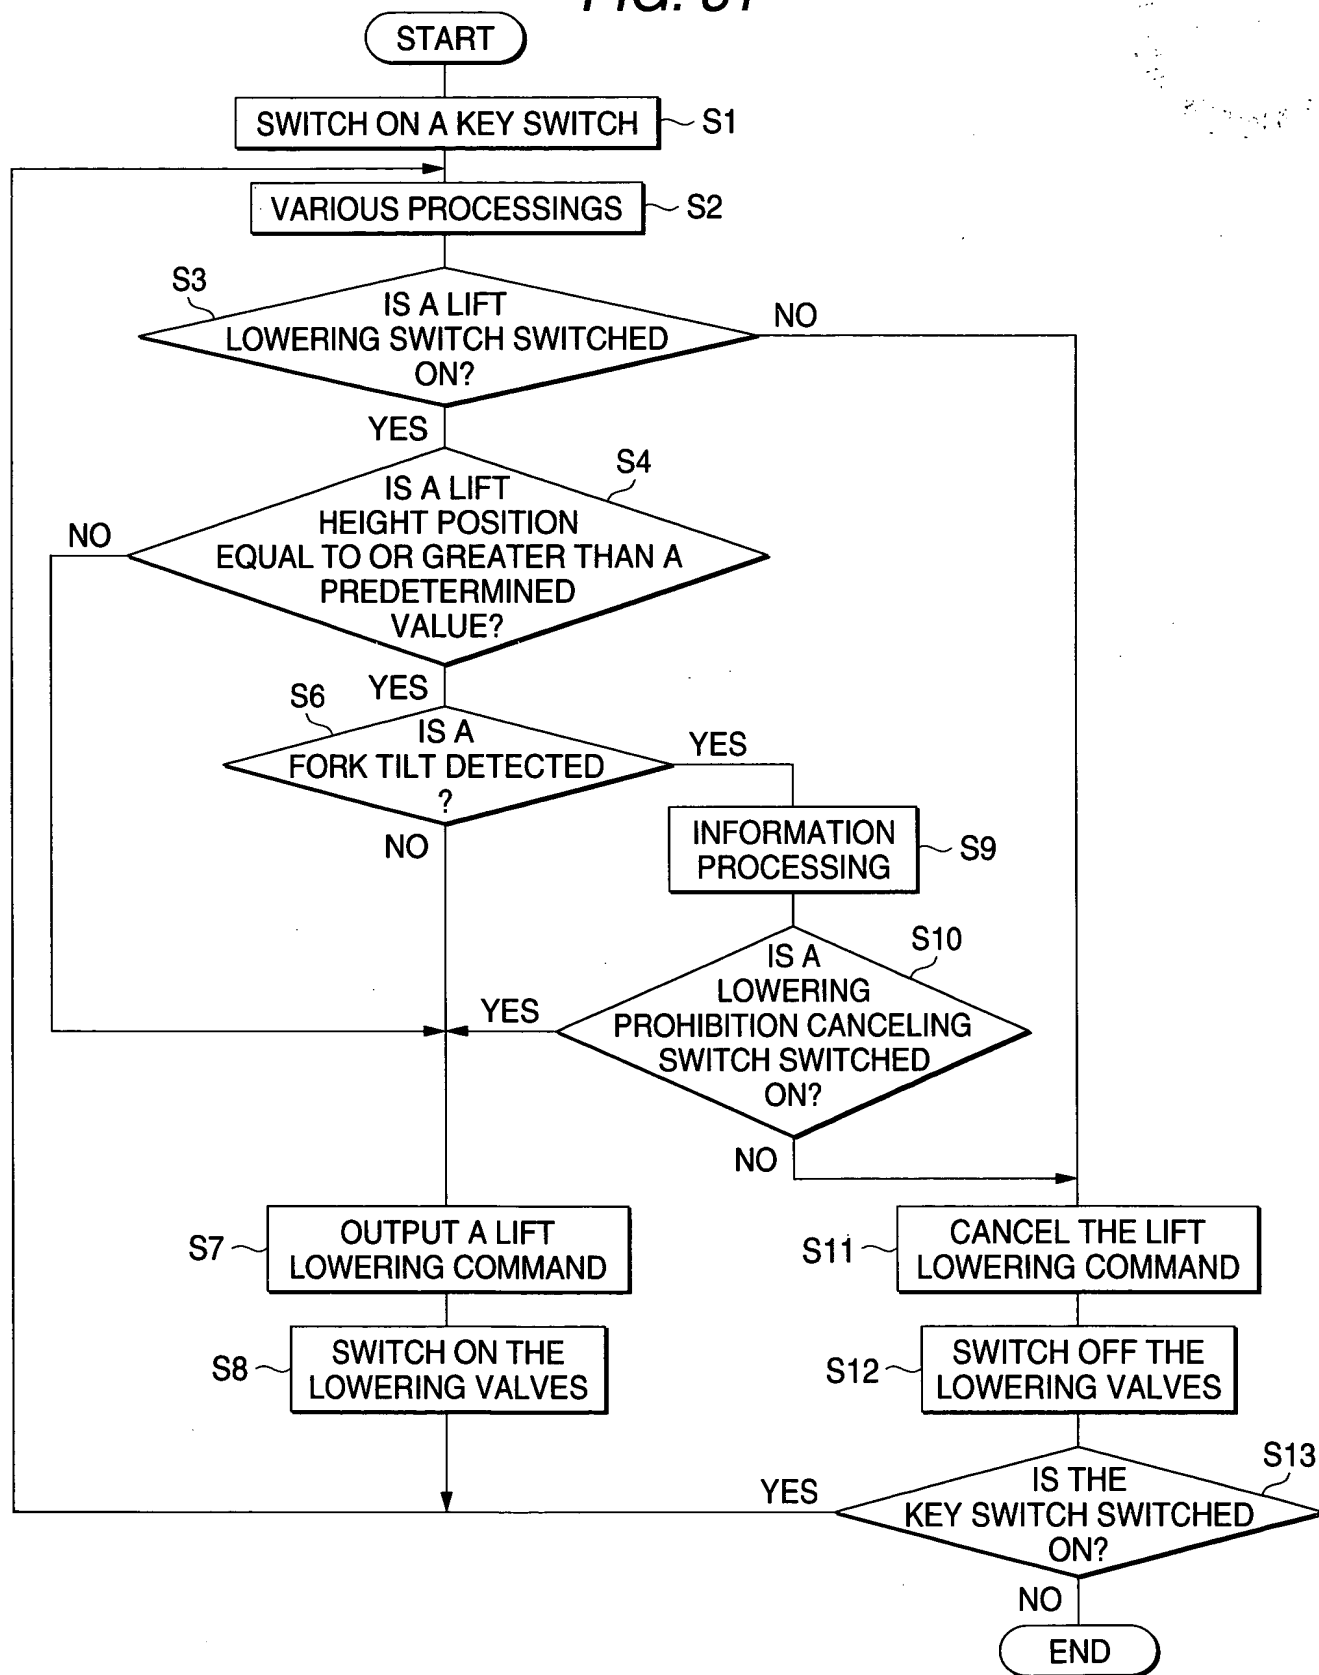 START
SWITCH ON A KEY SWITCH
S1
VARIOUS PROCESSINGS
S2
S3
IS A LIFT
LOWERING SWITCH SWITCHED
ON?
NO
YES
S4
IS A LIFT
HEIGHT POSITION
EQUAL TO OR GREATER THAN A
PREDETERMINED
VALUE?
NO
YES
S6
IS A
FORK TILT DETECTED
?
YES
NO
INFORMATION
PROCESSING
S9
S10
IS A
LOWERING
PROHIBITION CANCELING
SWITCH SWITCHED
ON?
YES
NO
S7
OUTPUT A LIFT
LOWERING COMMAND
S11
CANCEL THE LIFT
LOWERING COMMAND
S8
SWITCH ON THE
LOWERING VALVES
S12
SWITCH OFF THE
LOWERING VALVES
S13
IS THE
KEY SWITCH SWITCHED
ON?
YES
NO
END